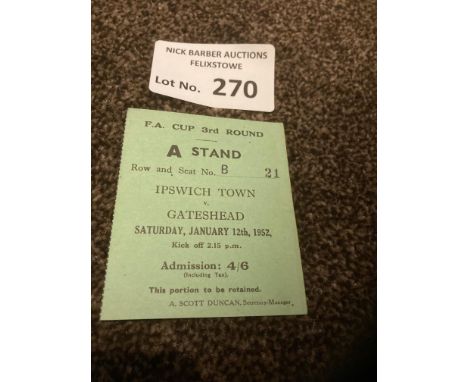 NICK BARBER AUCTIONS
FELIXSTOWE
Lot No. 270
F.A. CUP 3rd ROUND
A STAND
Row and Seat No. B 21
IPSWICH TOWN
v.
GATESHEAD
SATURDAY, JANUARY 12th, 1952.
Kick off 2.15 p.m.
Admission: 4/6
(Including Tax).
This portion to be retained.
A. SCOTT DUNCAN, Secretary-Manager